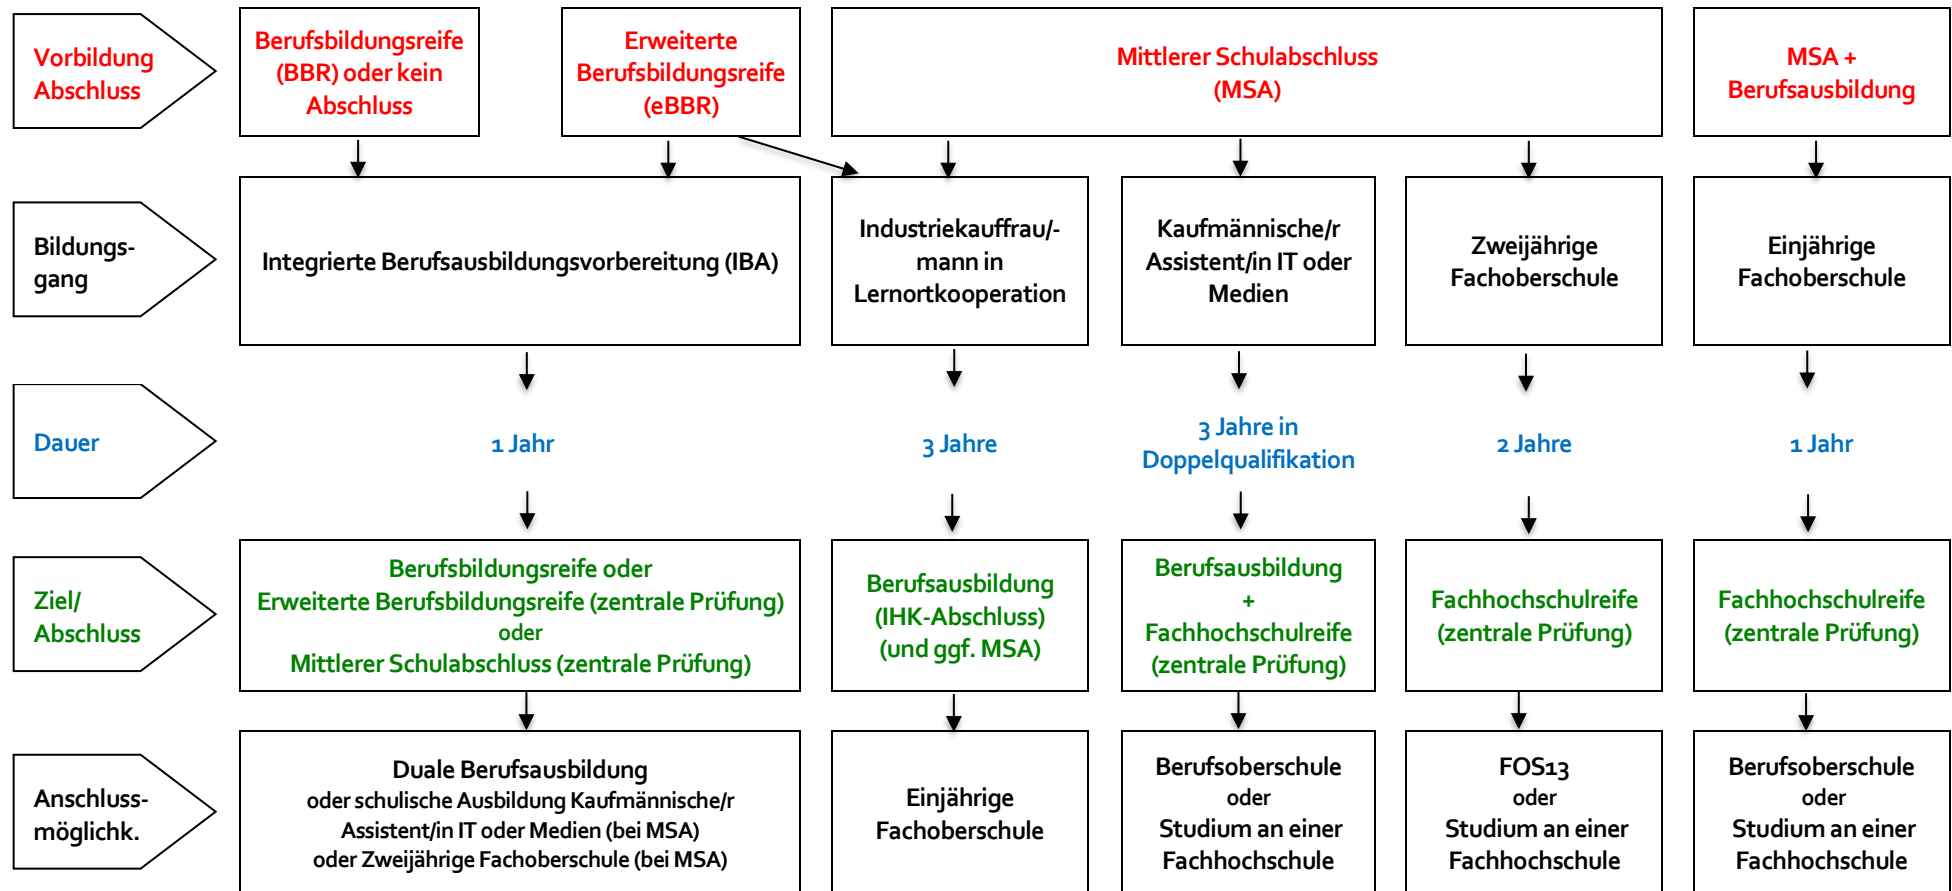 Vorbildung
Abschluss
Berufsbildungsreife
(BBR) oder kein
Abschluss
Erweiterte
Berufsbildungsreife
(eBBR)
Mittlerer Schulabschluss
(MSA)
MSA +
Berufsausbildung
Bildungs-
gang
Integrierte Berufsausbildungsvorbereitung (IBA)
Industriekauffrau/-
mann in
Lernortkooperation
Kaufmännische/r
Assistent/in IT oder
Medien
Zweijährige
Fachoberschule
Einjährige
Fachoberschule
Dauer
1 Jahr
3 Jahre
3 Jahre in
Doppelqualifikation
2 Jahre
1 Jahr
Ziel/
Abschluss
Berufsbildungsreife oder
Erweiterte Berufsbildungsreife (zentrale Prüfung)
oder
Mittlerer Schulabschluss (zentrale Prüfung)
Berufsausbildung
(IHK-Abschluss)
(und ggf. MSA)
Berufsausbildung
+
Fachhochschulreife
(zentrale Prüfung)
Fachhochschulreife
(zentrale Prüfung)
Fachhochschulreife
(zentrale Prüfung)
Anschluss-
möglichk.
Duale Berufsausbildung
oder schulische Ausbildung Kaufmännische/r
Assistent/in IT oder Medien (bei MSA)
oder Zweijährige Fachoberschule (bei MSA)
Einjährige
Fachoberschule
Berufsoberschule
oder
Studium an einer
Fachhochschule
FOS13
oder
Studium an einer
Fachhochschule
Berufsoberschule
oder
Studium an einer
Fachhochschule